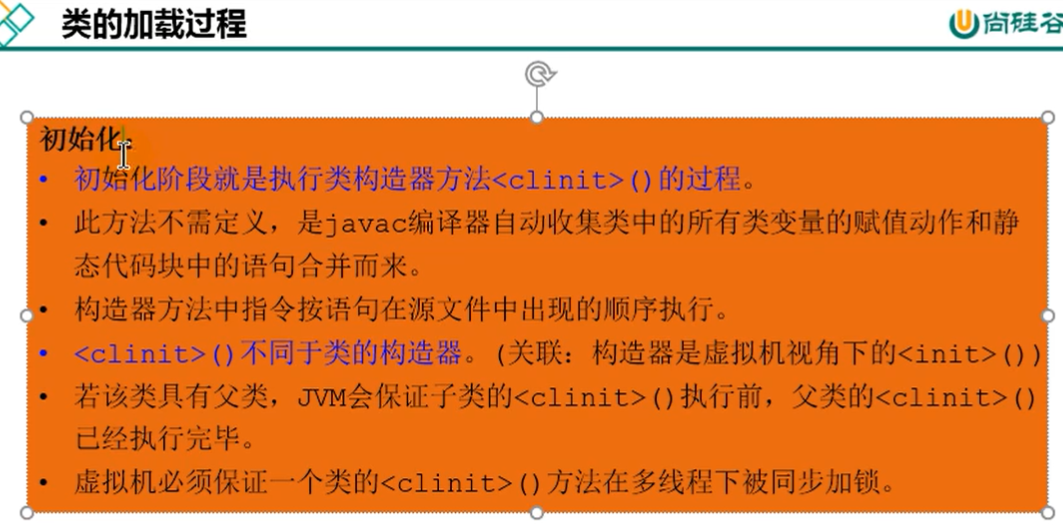 类的加载过程
尚硅谷
初始化:
• 初始化阶段就是执行类构造器方法<clinit>()的过程。
• 此方法不需定义，是javac编译器自动收集类中的所有类变量的赋值动作和静
态代码块中的语句合并而来。
• 构造器方法中指令按语句在源文件中出现的顺序执行。
• <clinit>()不同于类的构造器。(关联：构造器是虚拟机视角下的<init>())
• 若该类具有父类，JVM会保证子类的<clinit>()执行前，父类的<clinit>()
已经执行完毕。
• 虚拟机必须保证一个类的<clinit>()方法在多线程下被同步加锁。